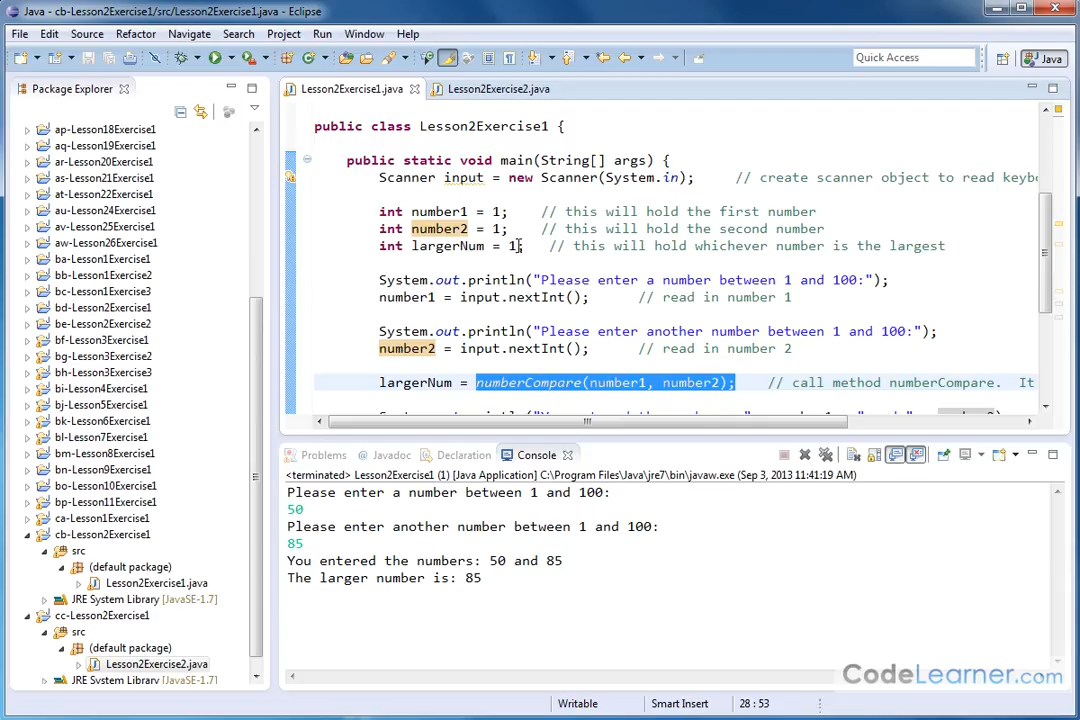 Java - cb-Lesson2Exercise1/src/Lesson2Exercise1.java - Eclipse
File Edit Source Refactor Navigate Search Project Run Window Help
Quick Access
Java
Package Explorer
ap-Lesson18Exercise1
aq-Lesson19Exercise1
ar-Lesson20Exercise1
as-Lesson21Exercise1
at-Lesson22Exercise1
au-Lesson24Exercise1
av-Lesson25Exercise1
aw-Lesson26Exercise1
ba-Lesson1Exercise1
bb-Lesson1Exercise2
bc-Lesson1Exercise3
bd-Lesson2Exercise1
be-Lesson2Exercise2
bf-Lesson3Exercise1
bg-Lesson3Exercise2
bh-Lesson3Exercise3
bi-Lesson4Exercise1
bj-Lesson5Exercise1
bk-Lesson6Exercise1
bl-Lesson7Exercise1
bm-Lesson8Exercise1
bn-Lesson9Exercise1
bo-Lesson10Exercise1
bp-Lesson11Exercise1
ca-Lesson1Exercise1
cb-Lesson2Exercise1
src
(default package)
Lesson2Exercise1.java
JRE System Library [JavaSE-1.7]
cc-Lesson2Exercise1
src
(default package)
Lesson2Exercise2.java
JRE System Library [JavaSE-1.7]
Lesson2Exercise1.java Lesson2Exercise2.java
public class Lesson2Exercise1 {
public static void main(String[] args) {
Scanner input = new Scanner(System.in); // create scanner object to read keybo
int number1 = 1; // this will hold the first number
int number2 = 1; // this will hold the second number
int largerNum = 1; // this will hold whichever number is the largest
System.out.println("Please enter a number between 1 and 100:");
number1 = input.nextInt(); // read in number 1
System.out.println("Please enter another number between 1 and 100:");
number2 = input.nextInt(); // read in number 2
largerNum = numberCompare(number1, number2); // call method numberCompare. It
Problems Javadoc Declaration Console
<terminated> Lesson2Exercise1 (1) [Java Application] C:\Program Files\Java\jre7\bin\javaw.exe (Sep 3, 2013 11:41:19 AM)
Please enter a number between 1 and 100:
50
Please enter another number between 1 and 100:
85
You entered the numbers: 50 and 85
The larger number is: 85
CodeLearner.com
Writable Smart Insert 28 : 53